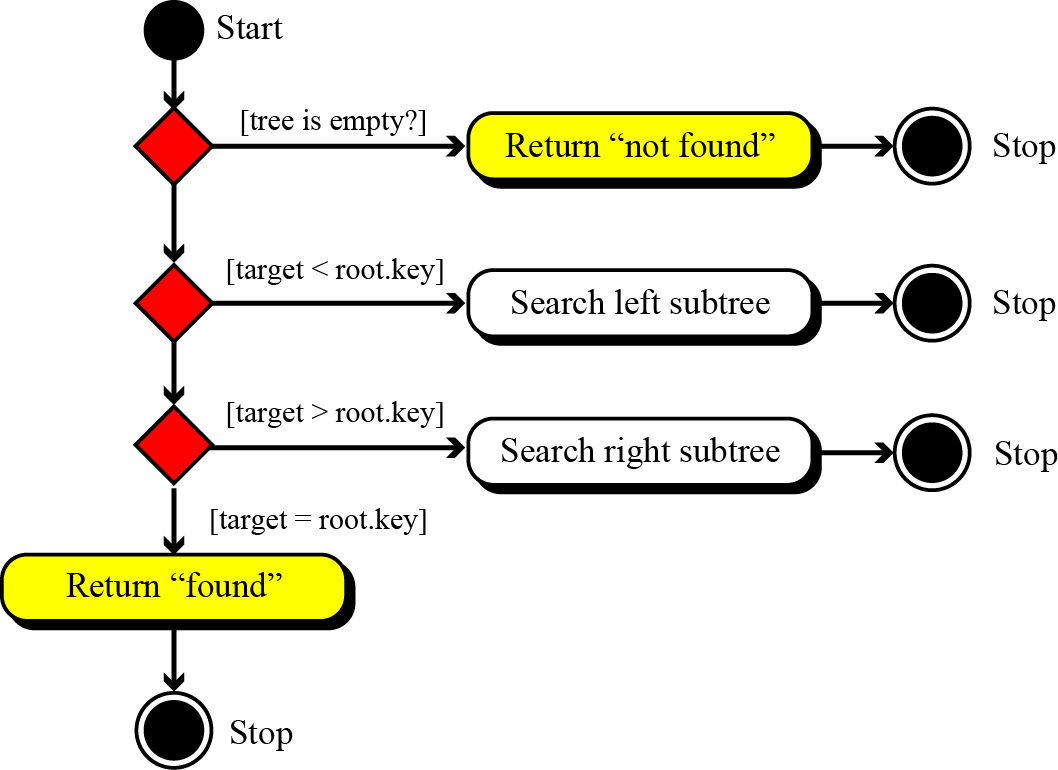 Start
[tree is empty?]
Return “not found”
Stop
[target < root.key]
Search left subtree
Stop
[target > root.key]
Search right subtree
Stop
[target = root.key]
Return “found”
Stop